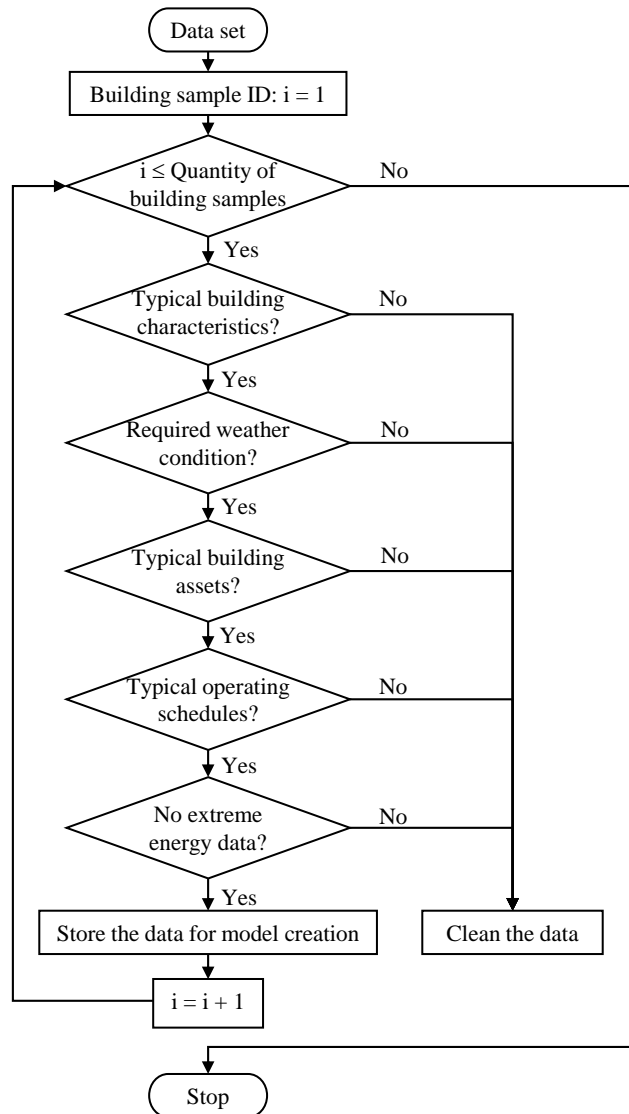 Data set
Building sample ID: i = 1
i ≤ Quantity of
building samples
No
Yes
Typical building
characteristics?
No
Yes
Required weather
condition?
No
Yes
Typical building
assets?
No
Yes
Typical operating
schedules?
No
Yes
No extreme
energy data?
No
Yes
Store the data for model creation
Clean the data
i = i + 1
Stop